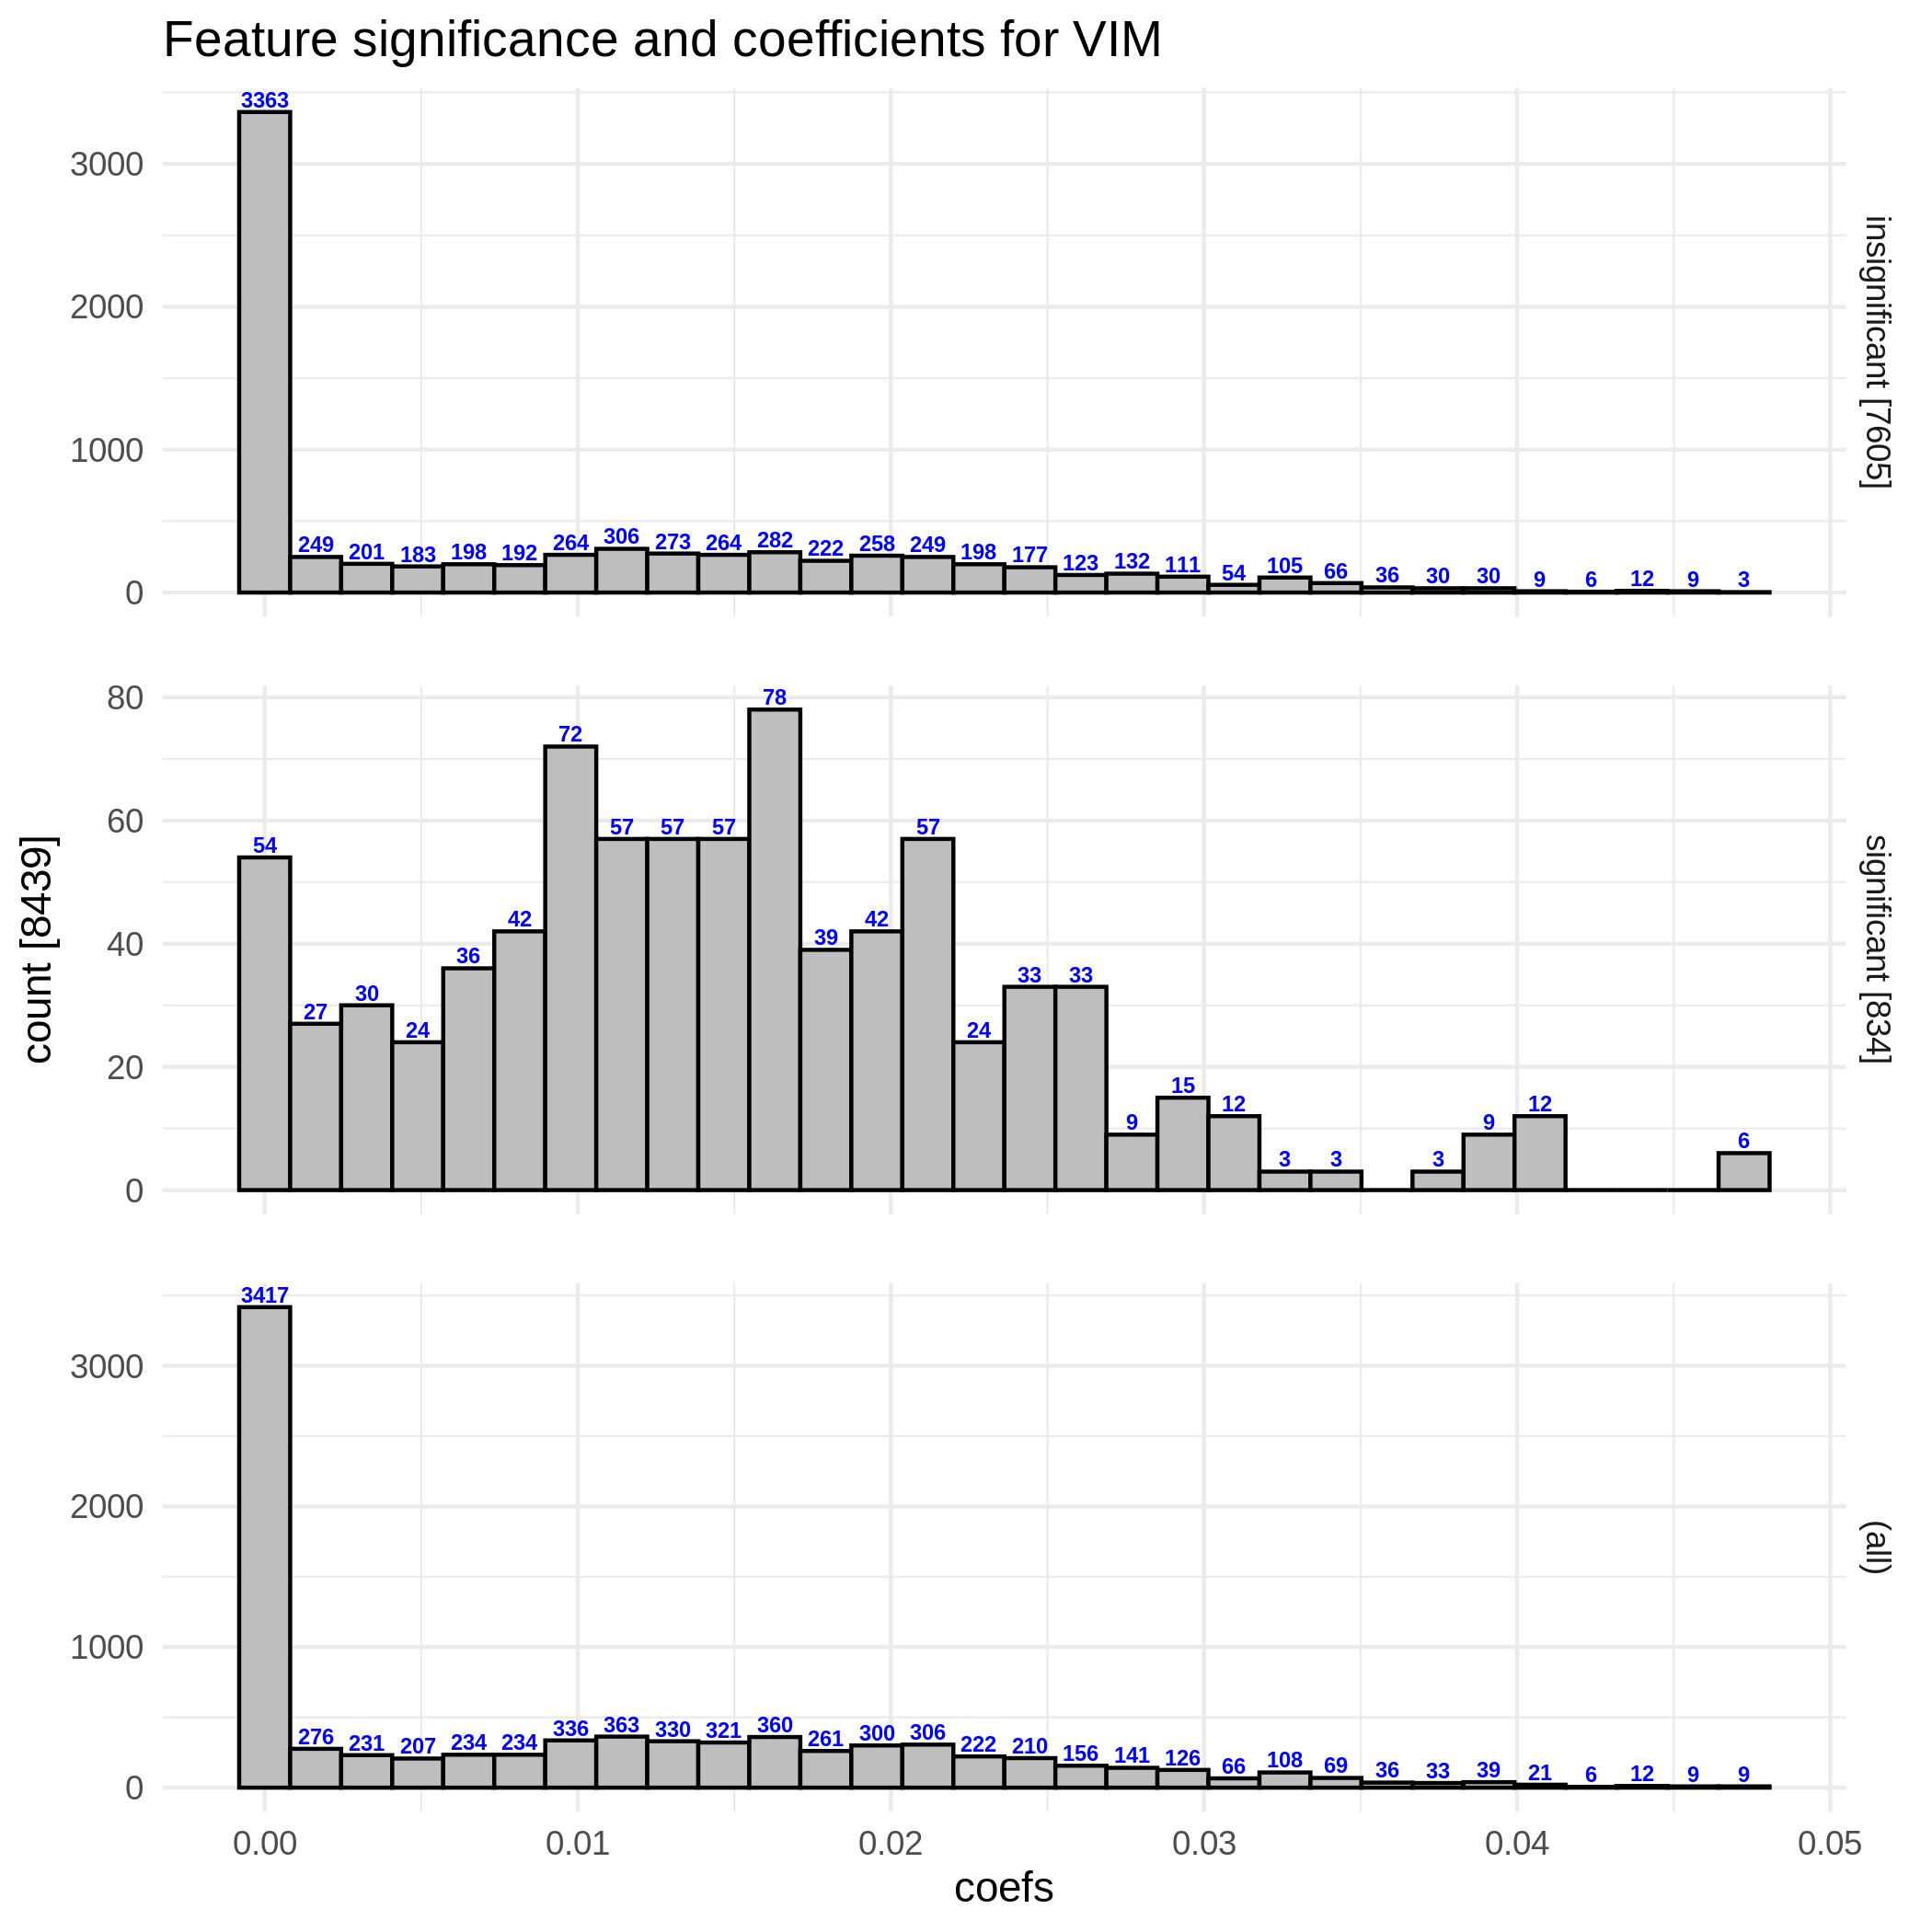 Feature significance and coefficients for VIM
3363
3000
2000
1000
249 201 183 198 192 264 306 273 264 282 222 258 249 198 177 123 132 111 54 105 66 36 30 30 9 6 12 9 3
0
insignificant [7605]
80
78
72
60
57 57 57 57
54
42 42
40
39
36
33 33
30
27
24 24
20
15
12 12
9 9
6
3 3 3
0
significant [834]
count [8439]
3417
3000
2000
1000
276 231 207 234 234 336 363 330 321 360 261 300 306 222 210 156 141 126 66 108 69 36 33 39 21 6 12 9 9
0
(all)
0.00 0.01 0.02 0.03 0.04 0.05
coefs